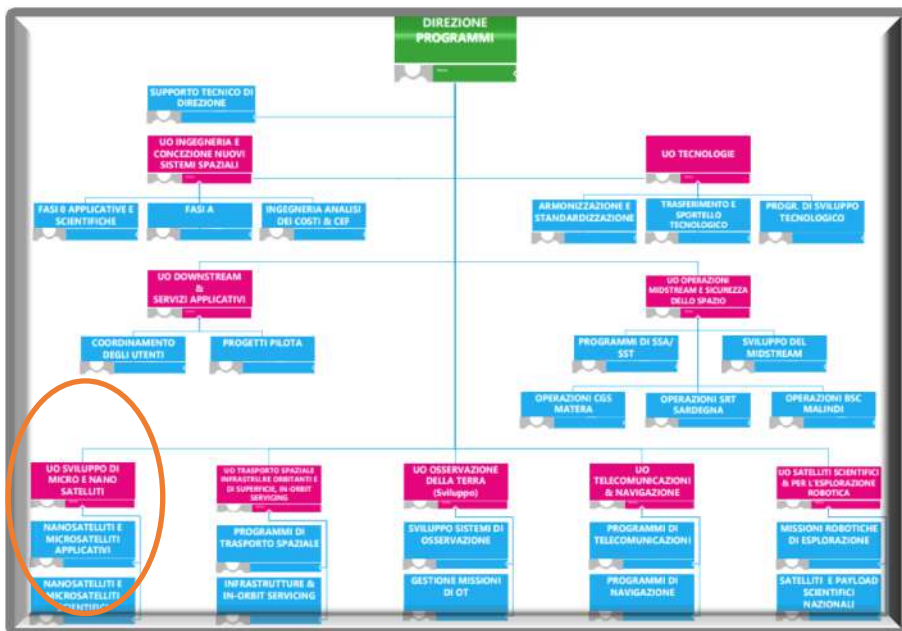 DIREZIONE
PROGRAMMI
SUPPORTO TECNICO DI
DIREZIONE
UO INGEGNERIA E
CONCEZIONE NUOVI
SISTEMI SPAZIALI
UO TECNOLOGIE
FASI 0 APPLICATIVE E
SCIENTIFICHE
FASI A
INGEGNERIA ANALISI
DEI COSTI & CEF
ARMONIZZAZIONE E
STANDARDIZZAZIONE
TRASFERIMENTO E
SPORTELLO
TECNOLOGICO
PROGR. DI SVILUPPO
TECNOLOGICO
UO DOWNSTREAM
&
SERVIZI APPLICATIVI
UO OPERAZIONI
MIDSTREAM E SICUREZZA
DELLO SPAZIO
COORDINAMENTO
DEGLI UTENTI
PROGETTI PILOTA
PROGRAMMI DI SSA/
SST
SVILUPPO DEL
MIDSTREAM
OPERAZIONI CGS
MATERA
OPERAZIONI SRT
SARDEGNA
OPERAZIONI BSC
MALINDI
UO SVILUPPO DI
MICRO E NANO
SATELLITI
UO TRASPORTO SPAZIALE
ORBITANTI E
DI SUPERFICIE, IN-ORBIT
SERVICING
UO OSSERVAZIONE
DELLA TERRA
(Sviluppo)
UO
TELECOMUNICAZIONI
& NAVIGAZIONE
UO SATELLITI SCIENTIFICI
& PER L'ESPLORAZIONE
ROBOTICA
NANOSATELLITI E
MICROSATELLITI
APPLICATIVI
PROGRAMMI DI
TRASPORTO SPAZIALE
SVILUPPO SISTEMI DI
OSSERVAZIONE
PROGRAMMI DI
TELECOMUNICAZIONI
MISSIONI ROBOTICHE
DI ESPLORAZIONE
NANOSATELLITI E
MICROSATELLITI
SCIENTIFICI
INFRASTRUTTURE &
IN-ORBIT SERVICING
GESTIONE MISSIONI
DI OT
PROGRAMMI DI
NAVIGAZIONE
SATELLITI E PAYLOAD
SCIENTIFICI
NAZIONALI